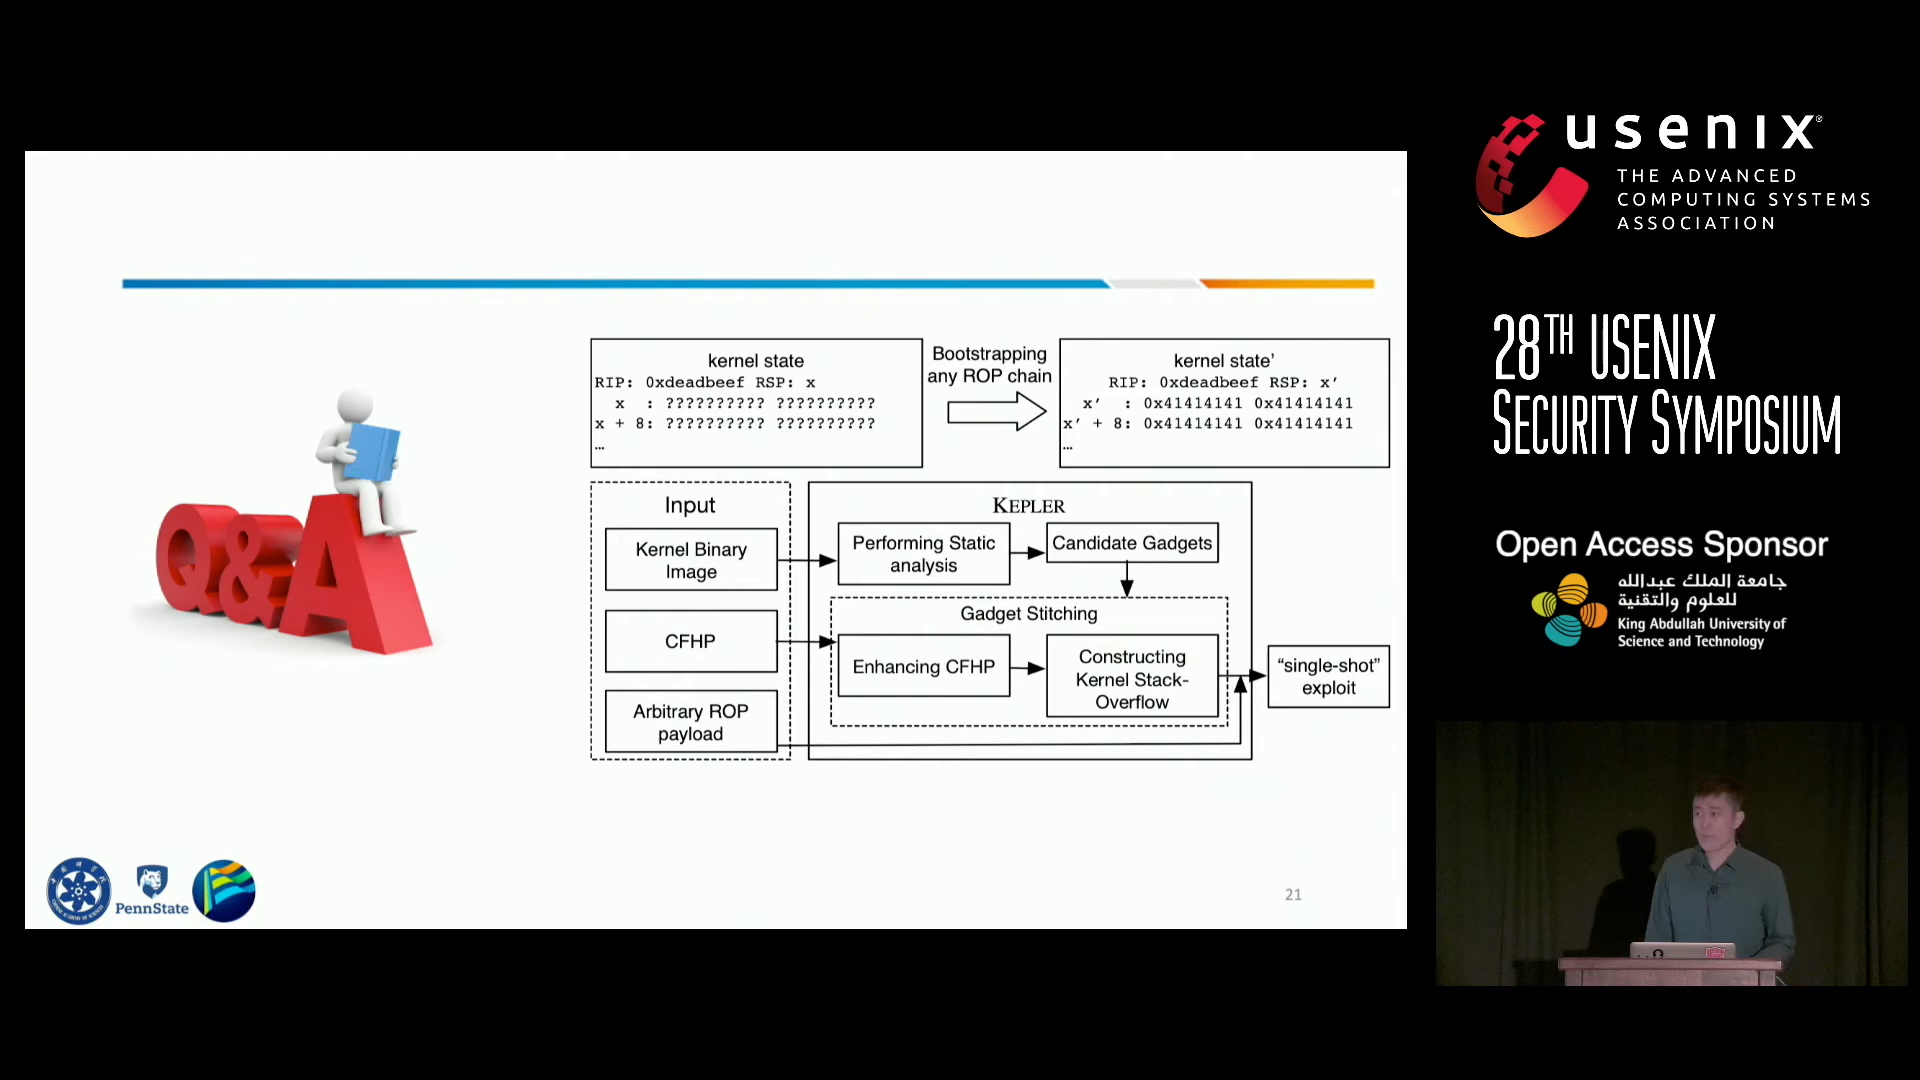 Q&A
kernel state
RIP: 0xdeadbeef RSP: x
x : ?????????? ??????????
x + 8: ?????????? ??????????
…
Bootstrapping
any ROP chain
kernel state’
RIP: 0xdeadbeef RSP: x’
x’ : 0x41414141 0x41414141
x’ + 8: 0x41414141 0x41414141
…
Input
Kernel Binary
Image
CFHP
Arbitrary ROP
payload
KEPLER
Performing Static
analysis
Candidate Gadgets
Gadget Stitching
Enhancing CFHP
Constructing
Kernel Stack-
Overflow
“single-shot”
exploit
PennState
21
usenix®
THE ADVANCED
COMPUTING SYSTEMS
ASSOCIATION
28TH USENIX
SECURITY SYMPOSIUM
Open Access Sponsor
جامعة الملك عبدالله
للعلوم والتقنية
King Abdullah University of
Science and Technology